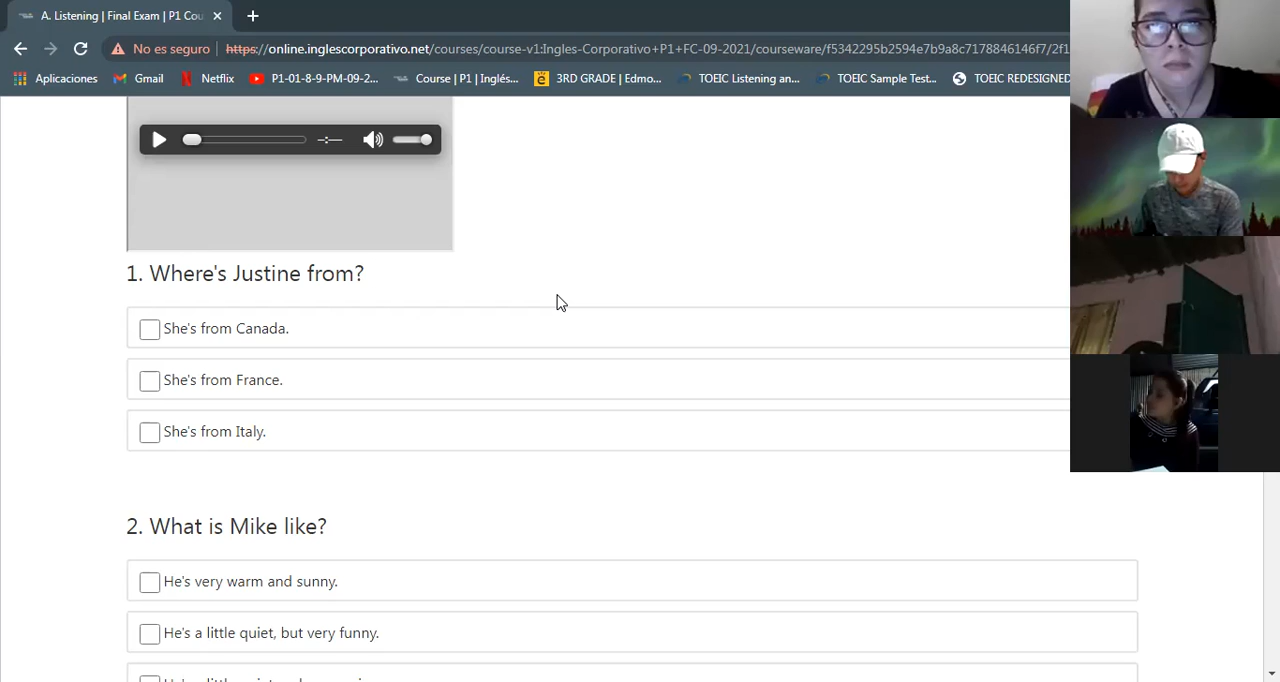 A. Listening | Final Exam | P1 Cou
No es seguro | https://online.inglescorporativo.net/courses/course-v1:Ingles-Corporativo+P1+FC-09-2021/courseware/f5342295b2594e7b9a8c7178846146f7/2f1
Aplicaciones Gmail Netflix P1-01-8-9-PM-09-2... Course | P1 | Inglés... 3RD GRADE | Edmo... TOEIC Listening an... TOEIC Sample Test... TOEIC REDESIGNED
1. Where's Justine from?
She's from Canada.
She's from France.
She's from Italy.
2. What is Mike like?
He's very warm and sunny.
He's a little quiet, but very funny.